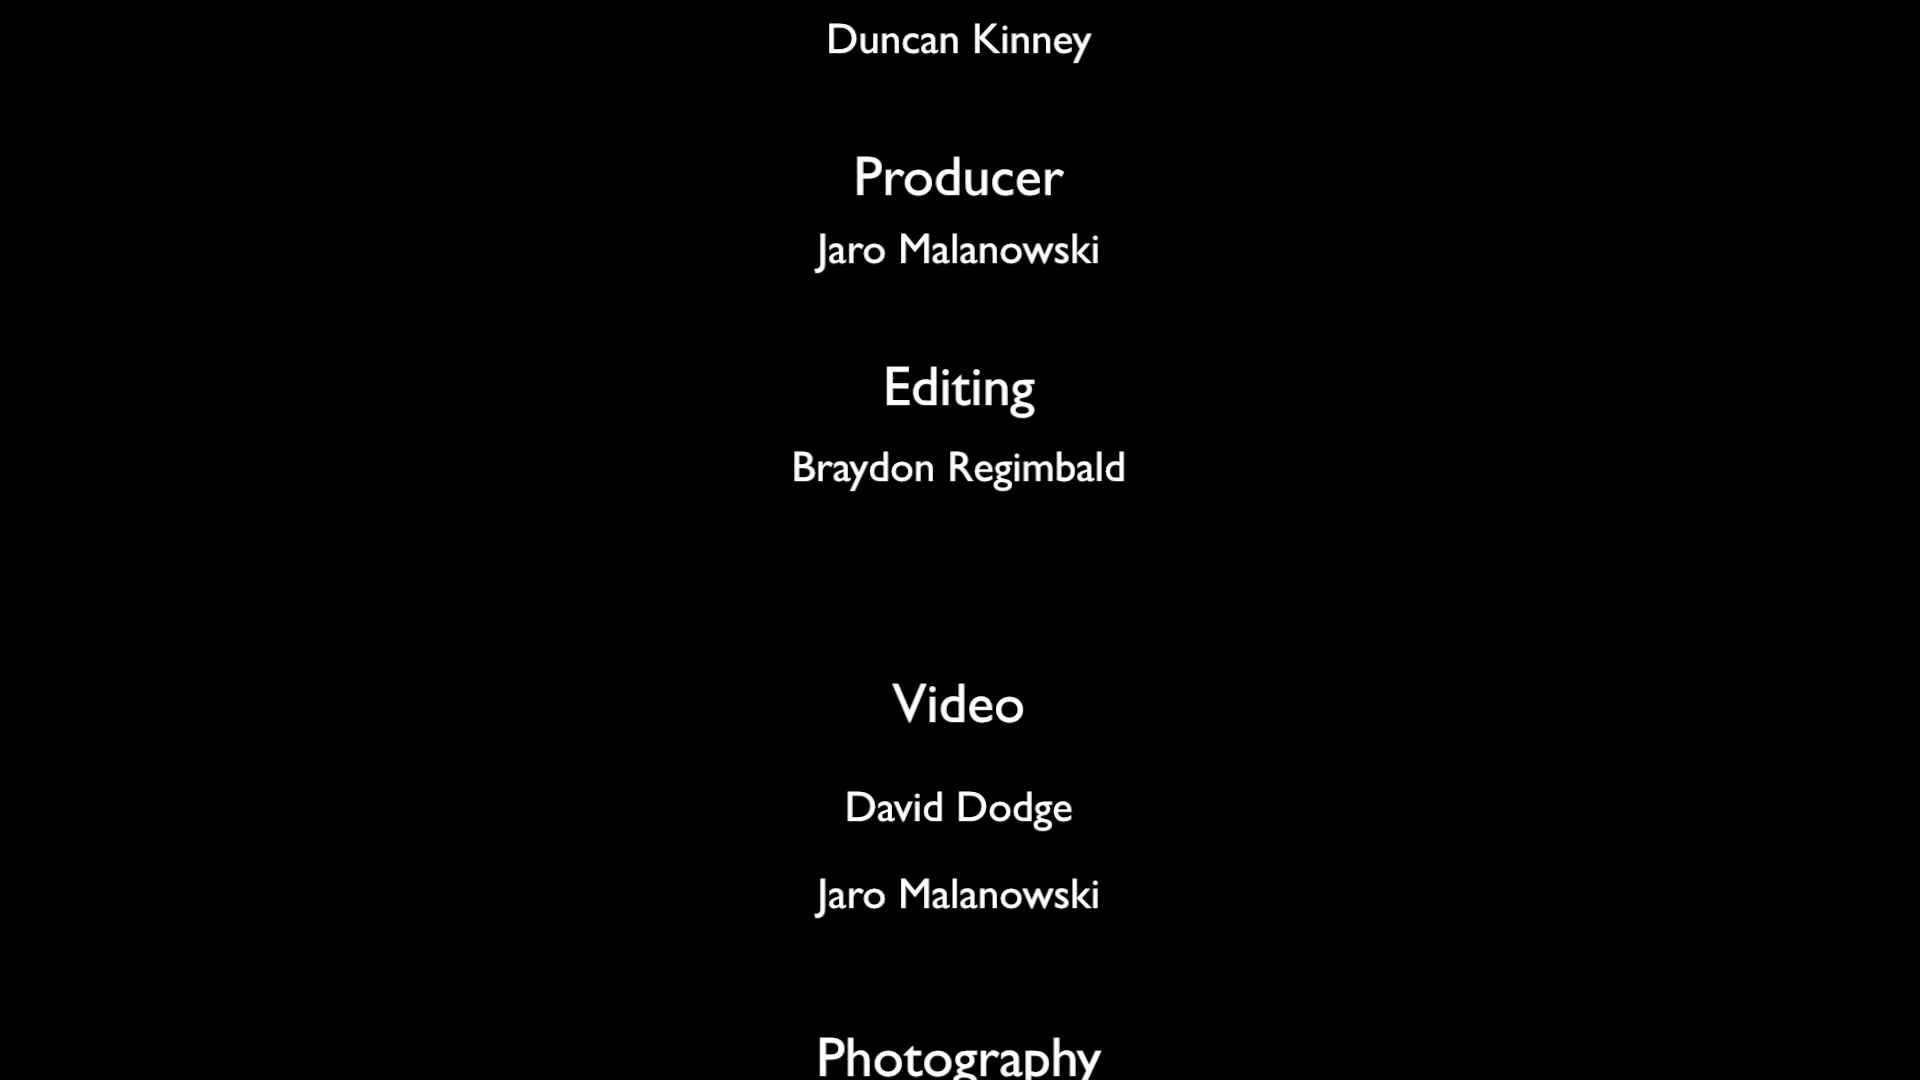 Duncan Kinney
Producer
Jaro Malanowski
Editing
Braydon Regimbald
Video
David Dodge
Jaro Malanowski
Photography